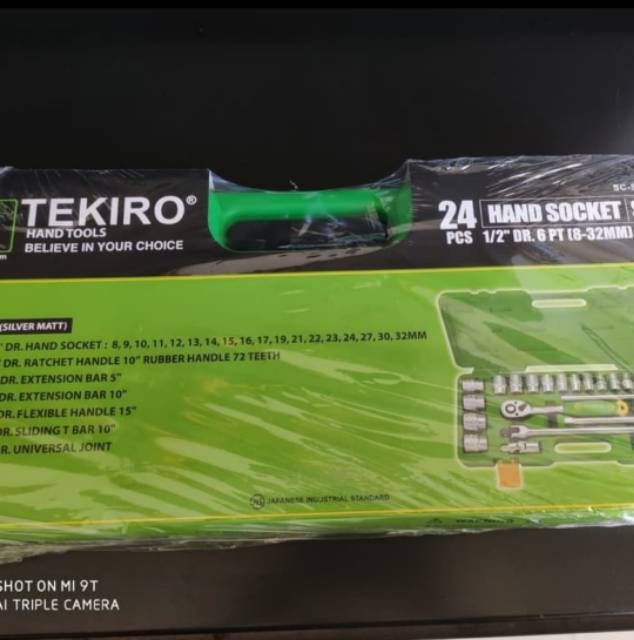 TEKIRO®
HAND TOOLS
BELIEVE IN YOUR CHOICE
24 PCS
HAND SOCKET
1/2" DR. 6 PT (8-32MM)
(SILVER MATT)
" DR. HAND SOCKET : 8, 9, 10, 11, 12, 13, 14, 15, 16, 17, 19, 21, 22, 23, 24, 27, 30, 32MM
" DR. RATCHET HANDLE 10" RUBBER HANDLE 72 TEETH
DR. EXTENSION BAR 5"
DR. EXTENSION BAR 10"
DR. FLEXIBLE HANDLE 15"
DR. SLIDING T BAR 10"
R. UNIVERSAL JOINT
JAPANESE INDUSTRIAL STANDARD
SHOT ON MI 9T
AI TRIPLE CAMERA